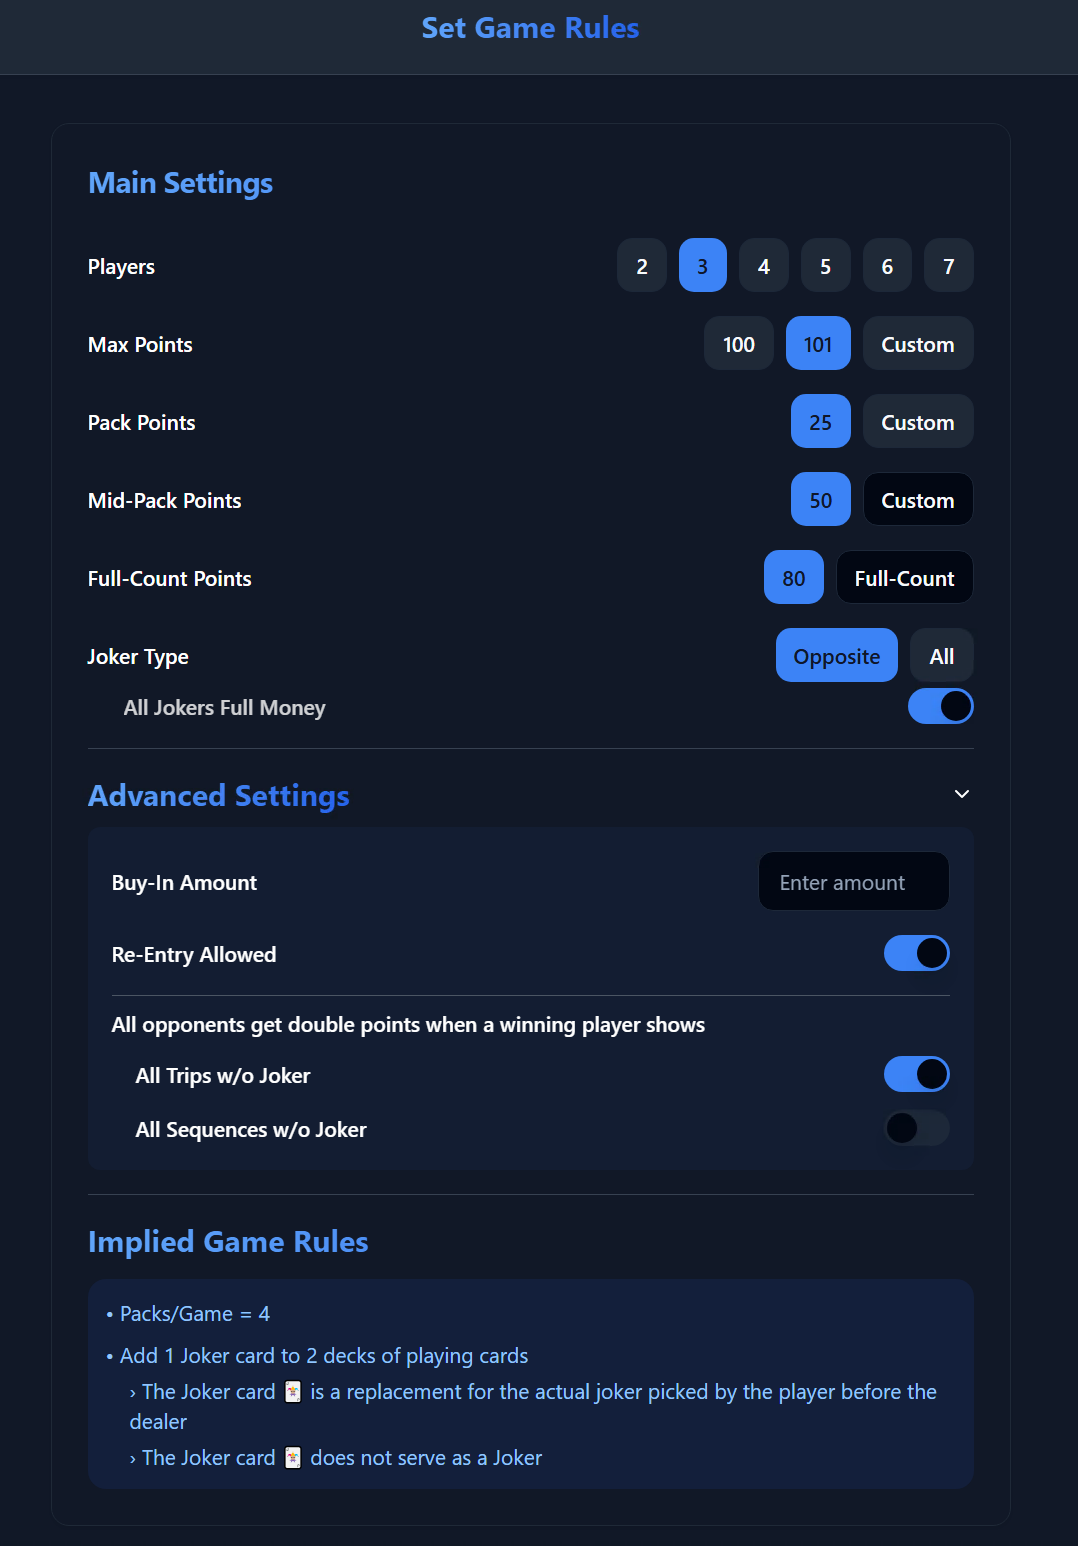 Set Game Rules
Main Settings
Players 2 3 4 5 6 7
Max Points 100 101 Custom
Pack Points 25 Custom
Mid-Pack Points 50 Custom
Full-Count Points 80 Full-Count
Joker Type Opposite All
All Jokers Full Money
Advanced Settings
Buy-In Amount Enter amount
Re-Entry Allowed
All opponents get double points when a winning player shows
All Trips w/o Joker
All Sequences w/o Joker
Implied Game Rules
• Packs/Game = 4
• Add 1 Joker card to 2 decks of playing cards
› The Joker card 🃏 is a replacement for the actual joker picked by the player before the
dealer
› The Joker card 🃏 does not serve as a Joker